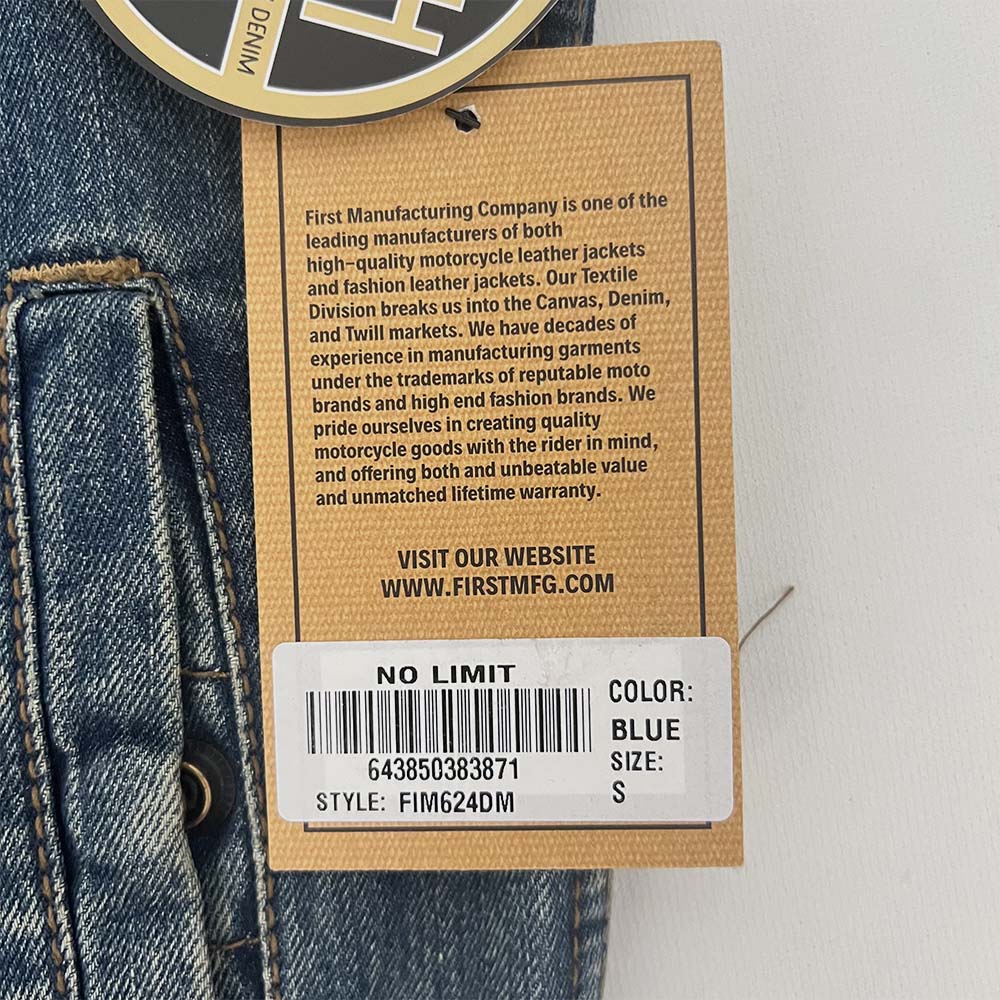 DENIM
H
First Manufacturing Company is one of the
leading manufacturers of both
high-quality motorcycle leather jackets
and fashion leather jackets. Our Textile
Division breaks us into the Canvas, Denim,
and Twill markets. We have decades of
experience in manufacturing garments
under the trademarks of reputable moto
brands and high end fashion brands. We
pride ourselves in creating quality
motorcycle goods with the rider in mind,
and offering both and unbeatable value
and unmatched lifetime warranty.
VISIT OUR WEBSITE
WWW.FIRSTMFG.COM
NO LIMIT
643850383871
STYLE: FIM624DM
COLOR:
BLUE
SIZE:
S